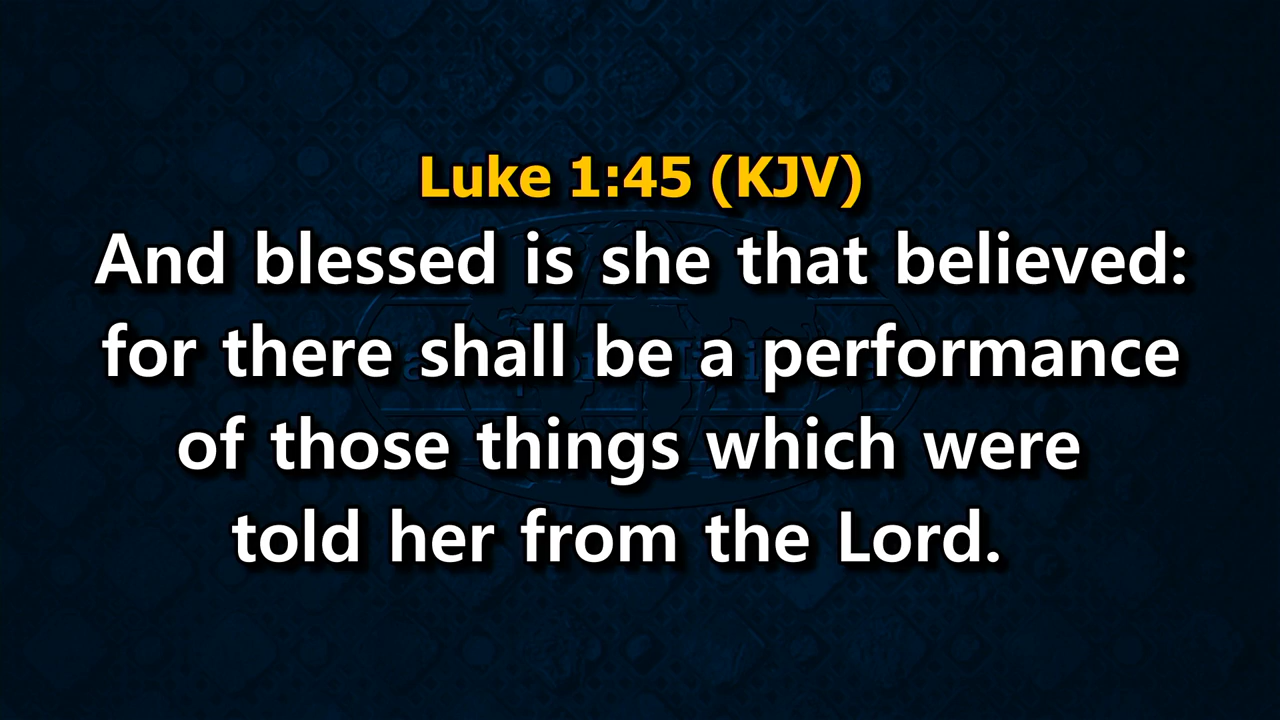 Luke 1:45 (KJV)
And blessed is she that believed:
for there shall be a performance
of those things which were
told her from the Lord.